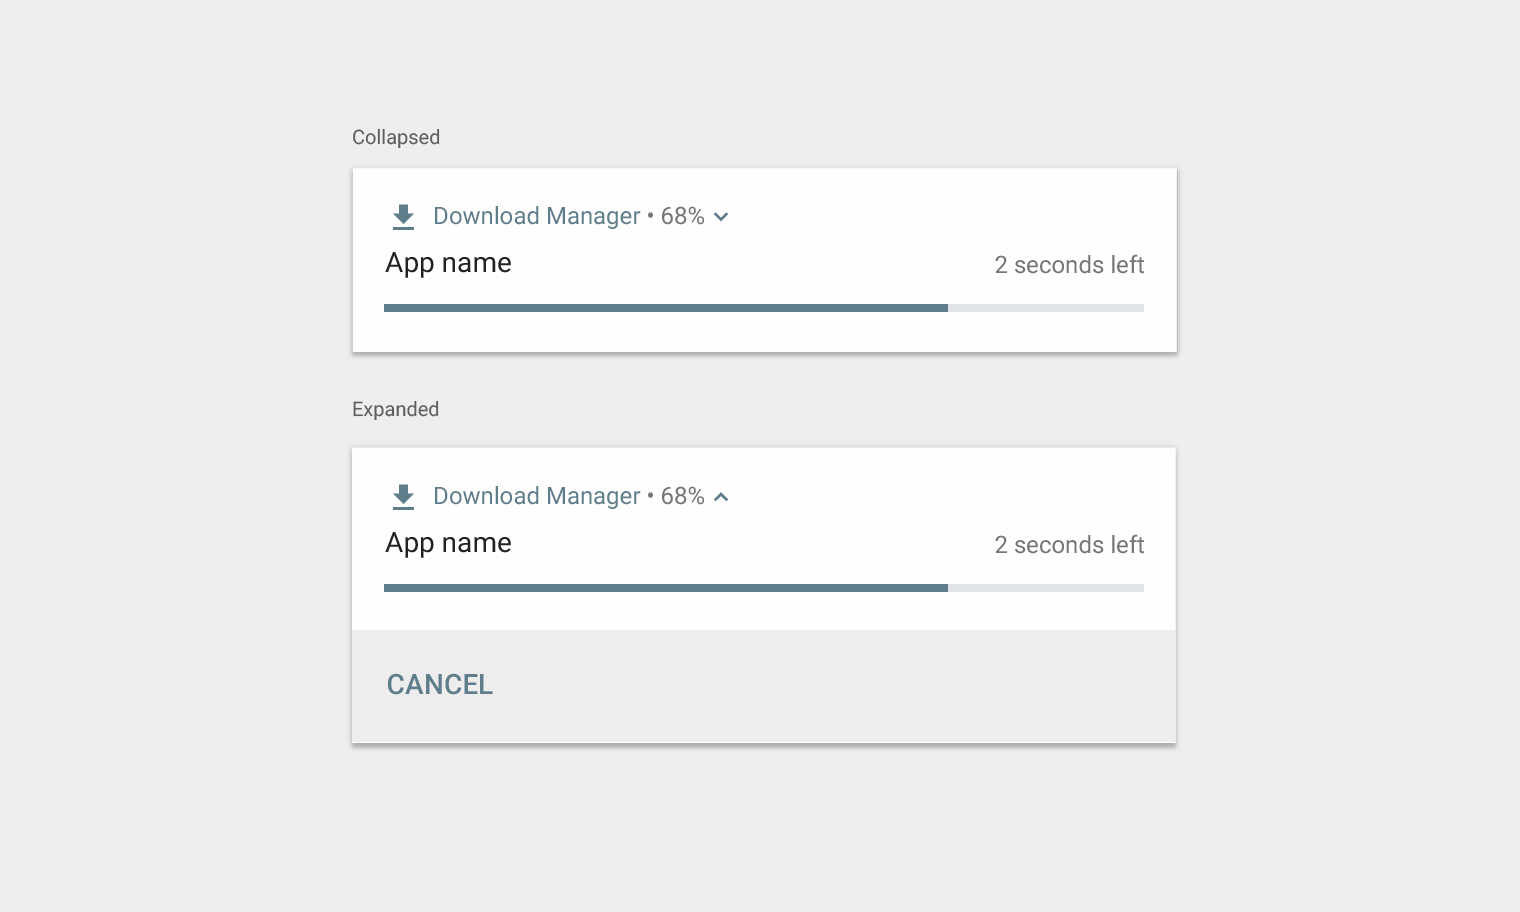 Collapsed
Download Manager • 68%
App name
2 seconds left
Expanded
Download Manager • 68%
App name
2 seconds left
CANCEL